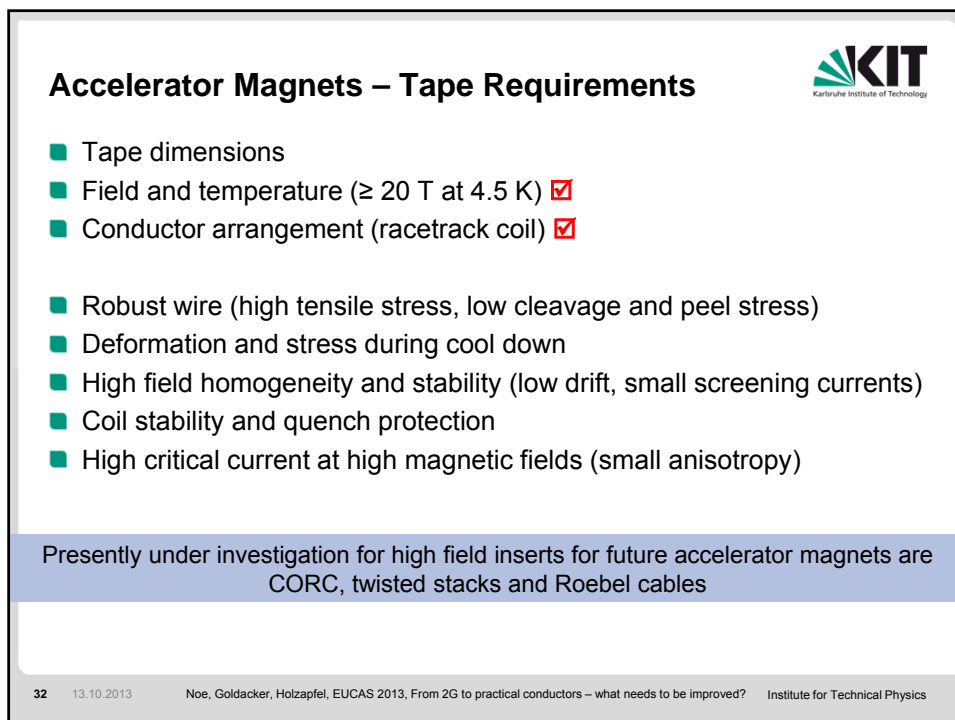 Accelerator Magnets – Tape Requirements
KIT
Karlsruhe Institute of Technology
Tape dimensions
Field and temperature (≥ 20 T at 4.5 K) ☑
Conductor arrangement (racetrack coil) ☑
Robust wire (high tensile stress, low cleavage and peel stress)
Deformation and stress during cool down
High field homogeneity and stability (low drift, small screening currents)
Coil stability and quench protection
High critical current at high magnetic fields (small anisotropy)
Presently under investigation for high field inserts for future accelerator magnets are
CORC, twisted stacks and Roebel cables
32 13.10.2013 Noe, Goldacker, Holzapfel, EUCAS 2013, From 2G to practical conductors – what needs to be improved? Institute for Technical Physics